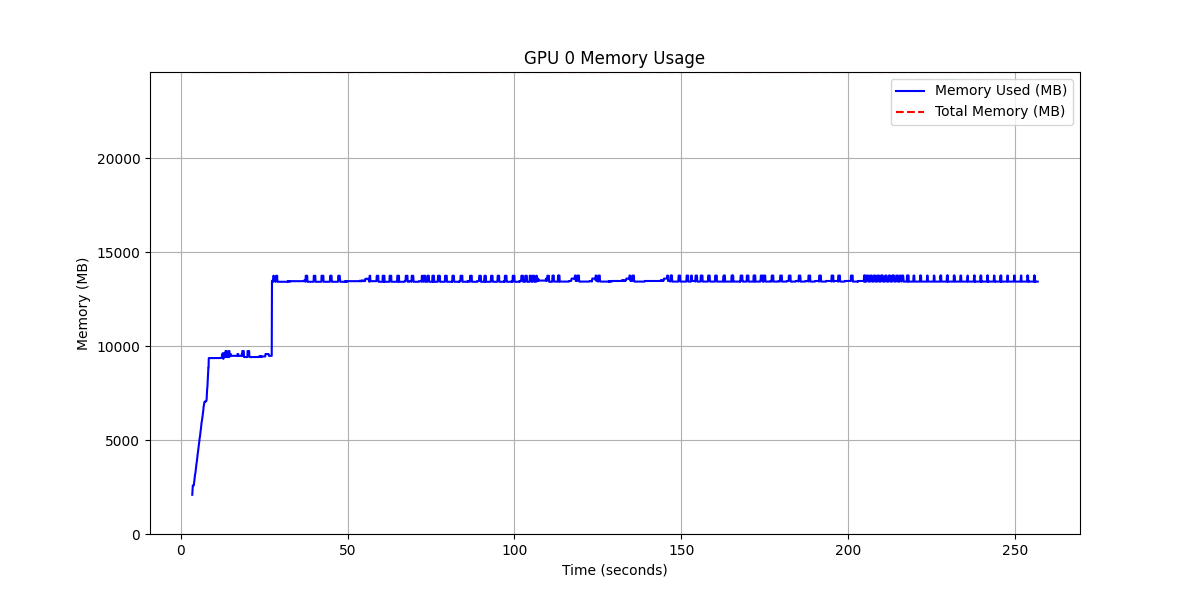 GPU 0 Memory Usage
Memory Used (MB)
Total Memory (MB)
20000
15000
10000
5000
0
Memory (MB)
0 50 100 150 200 250
Time (seconds)